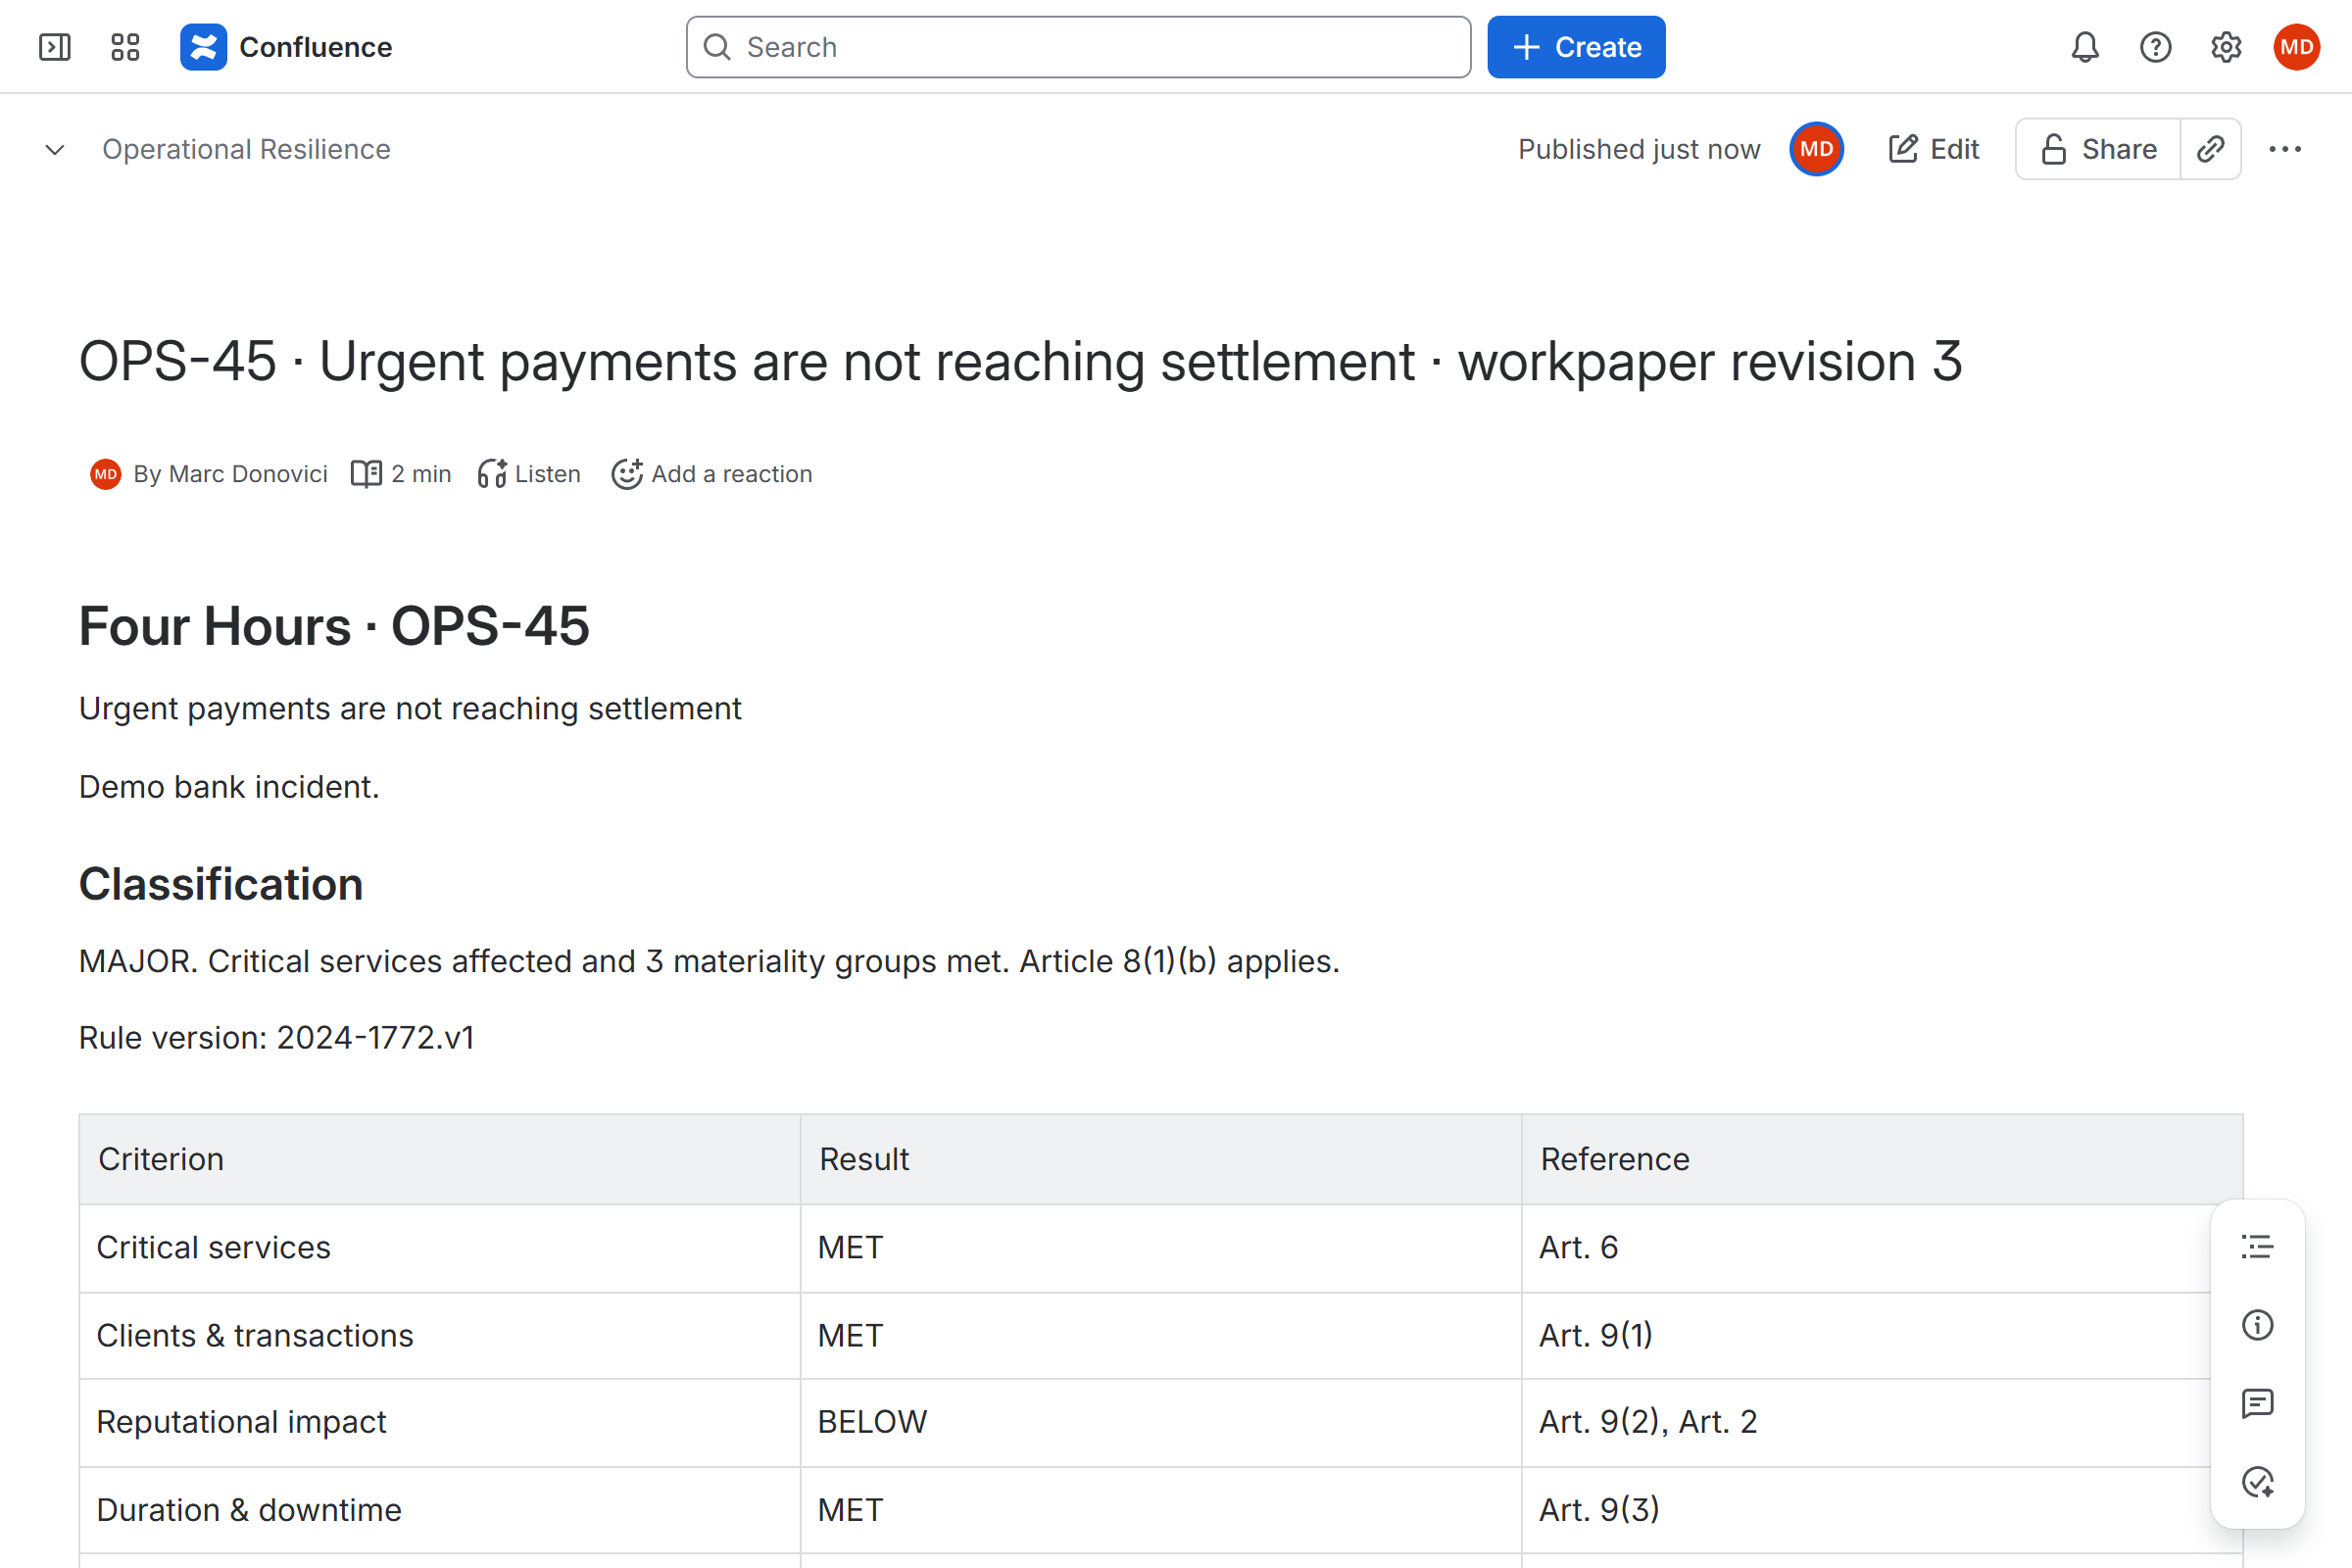 Confluence
Search
Create
MD
Operational Resilience
Published just now
MD
Edit
Share
OPS-45 · Urgent payments are not reaching settlement · workpaper revision 3
MD By Marc Donovici 2 min Listen Add a reaction
Four Hours · OPS-45
Urgent payments are not reaching settlement
Demo bank incident.
Classification
MAJOR. Critical services affected and 3 materiality groups met. Article 8(1)(b) applies.
Rule version: 2024-1772.v1
Criterion Result Reference
Critical services MET Art. 6
Clients & transactions MET Art. 9(1)
Reputational impact BELOW Art. 9(2), Art. 2
Duration & downtime MET Art. 9(3)